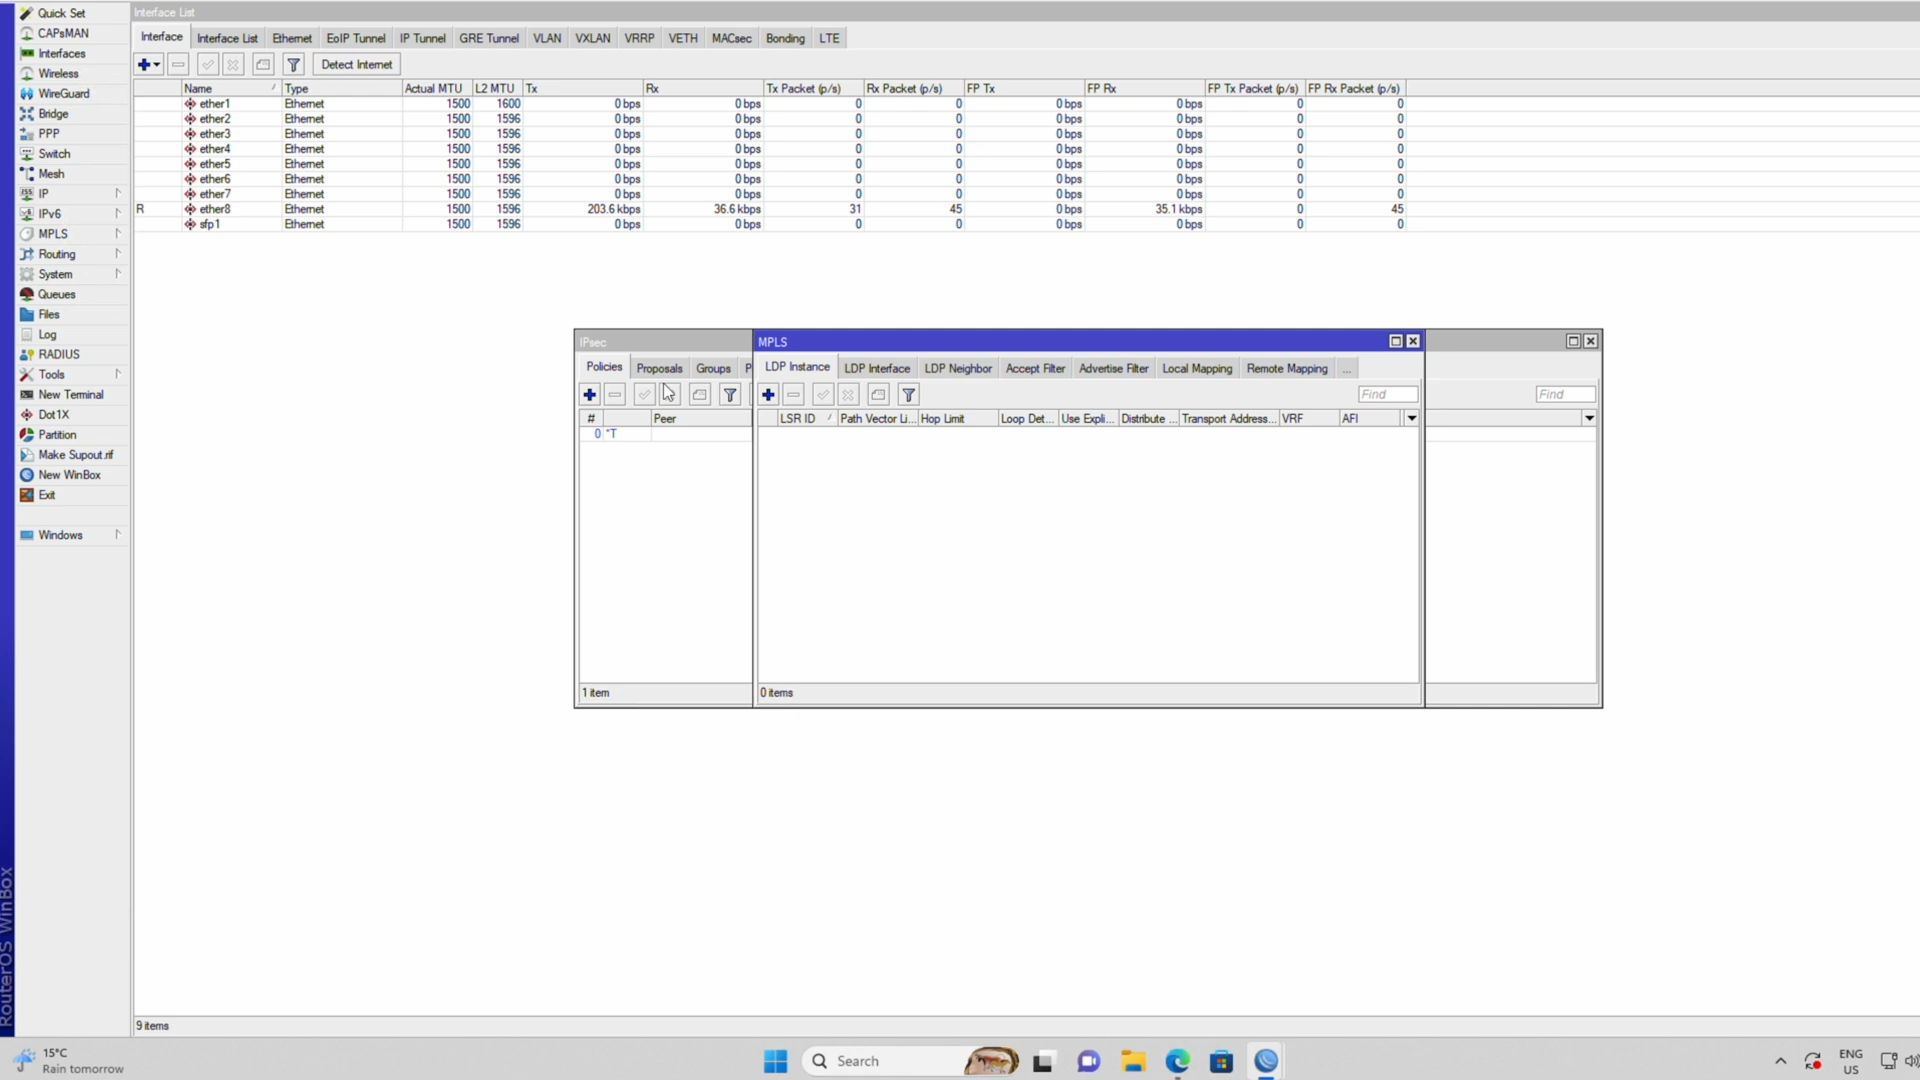 Quick Set
CAPsMAN
Interfaces
Wireless
WireGuard
Bridge
PPP
Switch
Mesh
IP
IPv6
MPLS
Routing
System
Queues
Files
Log
RADIUS
Tools
New Terminal
Dot1X
Partition
Make Supout.rif
New WinBox
Exit
Windows
RouterOS WinBox
Interface List
Interface Interface List Ethernet EoIP Tunnel IP Tunnel GRE Tunnel VLAN VXLAN VRRP VETH MACsec Bonding LTE
Detect Internet
Name Type Actual MTU L2 MTU Tx Rx Tx Packet (p/s) Rx Packet (p/s) FP Tx FP Rx FP Tx Packet (p/s) FP Rx Packet (p/s)
ether1 Ethernet 1500 1600 0 bps 0 bps 0 0 0 bps 0 bps 0 0
ether2 Ethernet 1500 1596 0 bps 0 bps 0 0 0 bps 0 bps 0 0
ether3 Ethernet 1500 1596 0 bps 0 bps 0 0 0 bps 0 bps 0 0
ether4 Ethernet 1500 1596 0 bps 0 bps 0 0 0 bps 0 bps 0 0
ether5 Ethernet 1500 1596 0 bps 0 bps 0 0 0 bps 0 bps 0 0
ether6 Ethernet 1500 1596 0 bps 0 bps 0 0 0 bps 0 bps 0 0
ether7 Ethernet 1500 1596 0 bps 0 bps 0 0 0 bps 0 bps 0 0
R ether8 Ethernet 1500 1596 203.6 kbps 36.6 kbps 31 45 0 bps 35.1 kbps 0 45
sfp1 Ethernet 1500 1596 0 bps 0 bps 0 0 0 bps 0 bps 0 0
IPsec
Policies Proposals Groups P
# Peer
0 *T
1 item
Find
MPLS
LDP Instance LDP Interface LDP Neighbor Accept Filter Advertise Filter Local Mapping Remote Mapping ...
Find
LSR ID Path Vector Li... Hop Limit Loop Det... Use Expli... Distribute ... Transport Address... VRF AFI
0 items
9 items
15°C
Rain tomorrow
Search
ENG
US